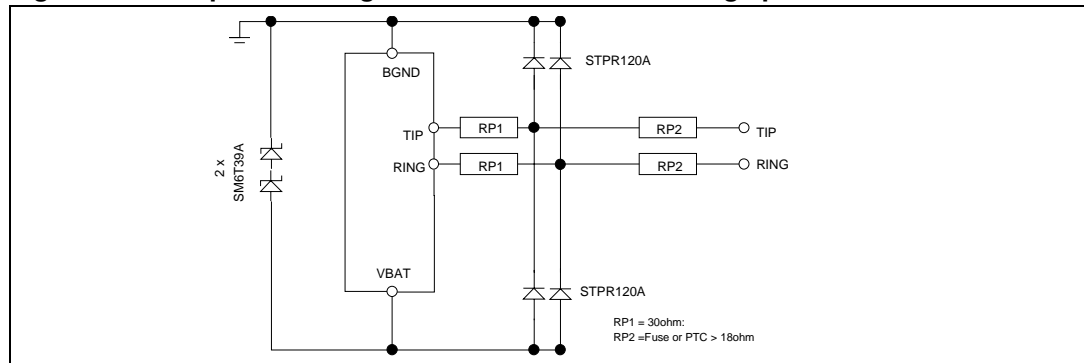 BGND
STPR120A
TIP
RP1
RP2
TIP
RING
RP1
RP2
RING
2 x
SM6T39A
VBAT
STPR120A
RP1 = 30ohm:
RP2 =Fuse or PTC > 18ohm